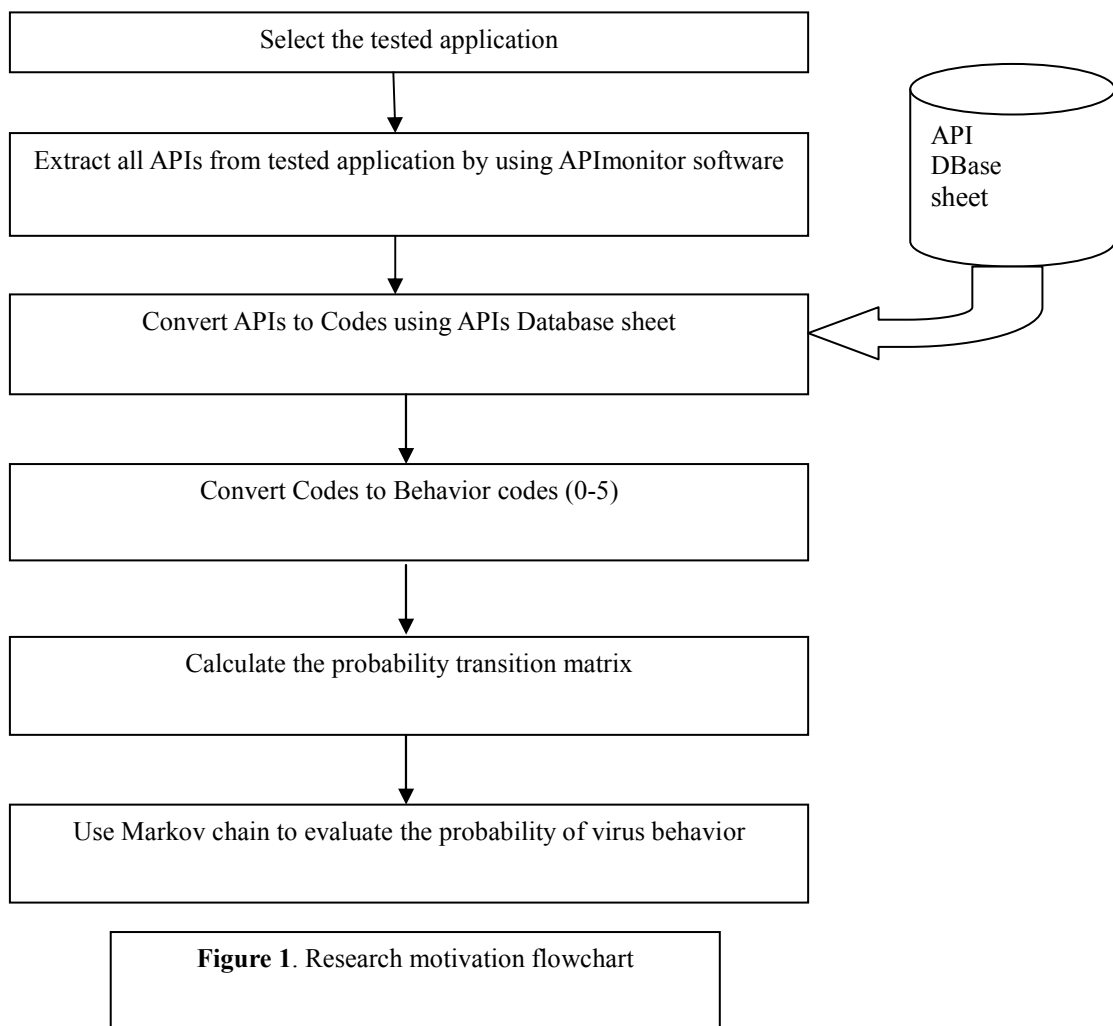 Select the tested application
Extract all APIs from tested application by using APImonitor software
API
DBase
sheet
Convert APIs to Codes using APIs Database sheet
Convert Codes to Behavior codes (0-5)
Calculate the probability transition matrix
Use Markov chain to evaluate the probability of virus behavior
Figure 1. Research motivation flowchart